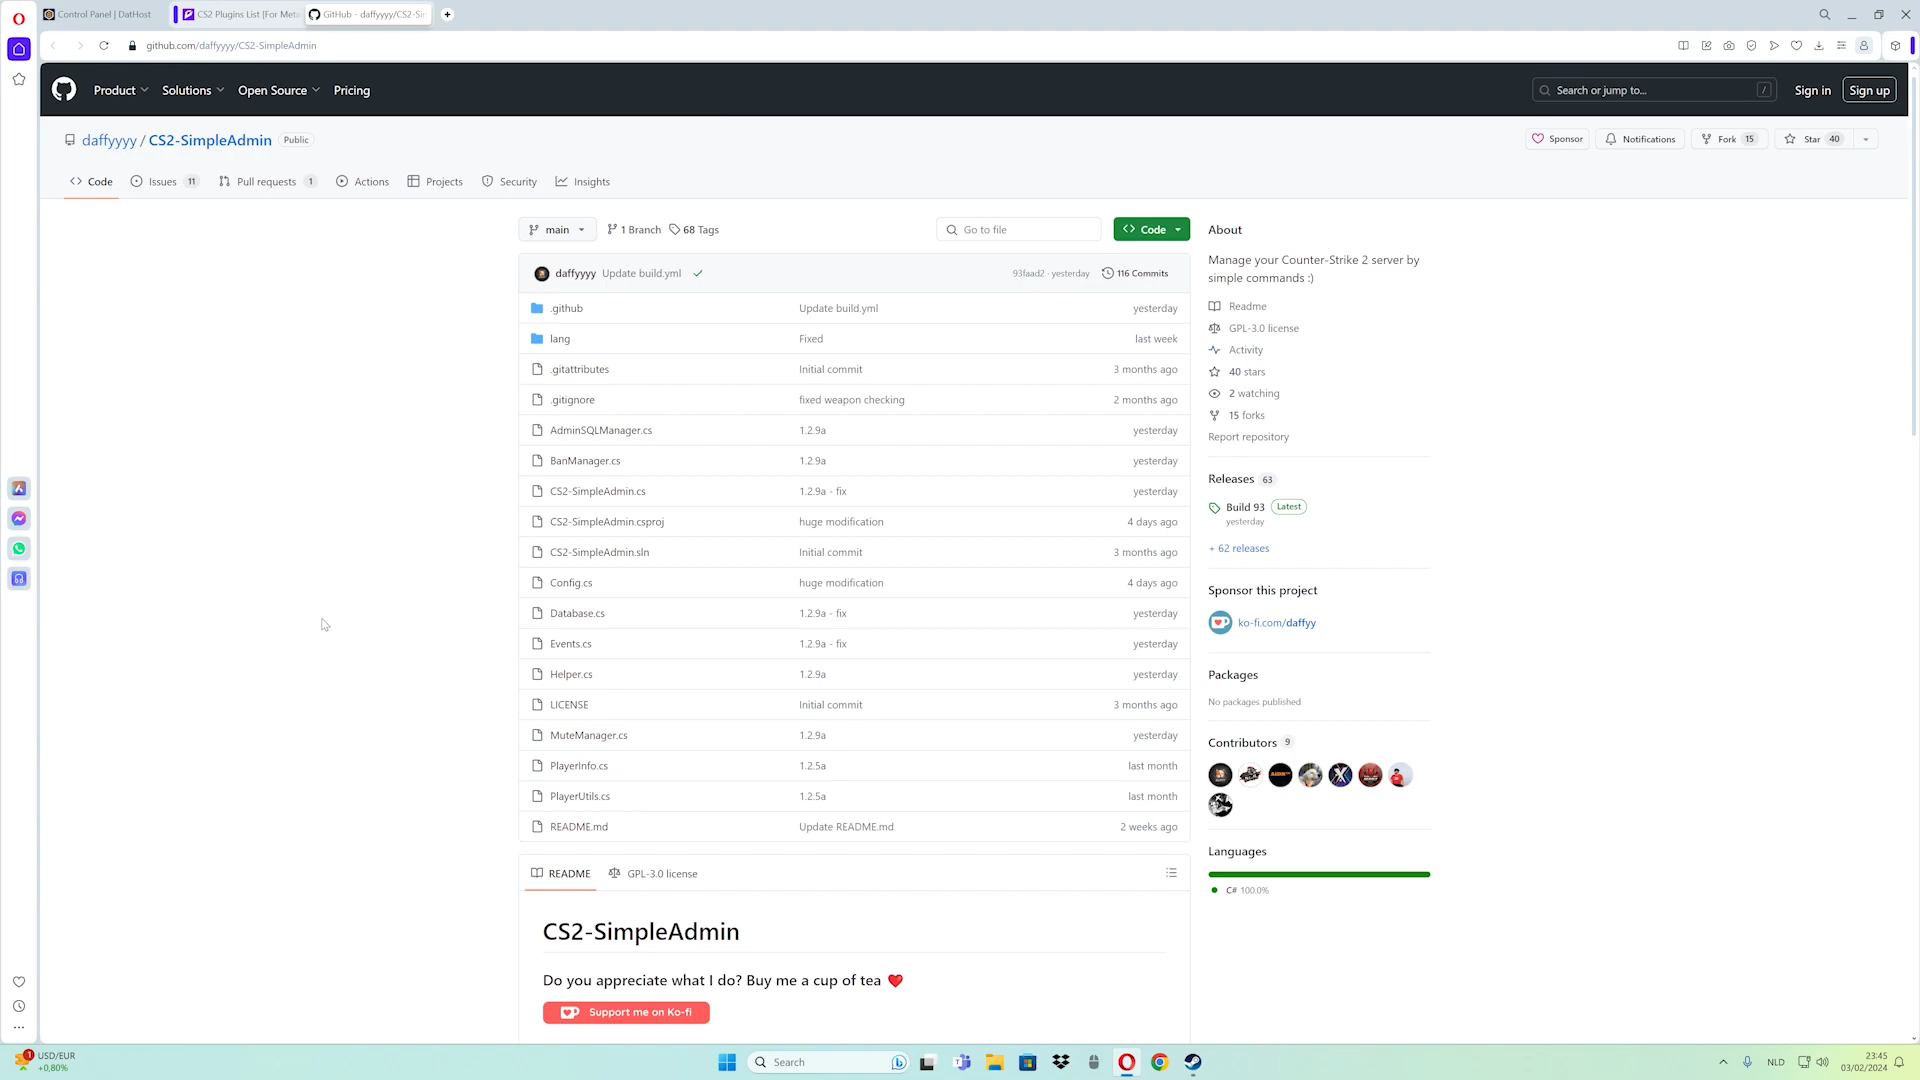 Control Panel | DatHost
CS2 Plugins List [For Meta
GitHub - daffyyyy/CS2-Sim
github.com/daffyyyy/CS2-SimpleAdmin
Product
Solutions
Open Source
Pricing
Search or jump to...
/
Sign in
Sign up
daffyyyy / CS2-SimpleAdmin
Public
Sponsor
Notifications
Fork 15
Star 40
Code
Issues 11
Pull requests 1
Actions
Projects
Security
Insights
main
1 Branch
68 Tags
Go to file
Code
daffyyyy Update build.yml
93faad2 · yesterday
116 Commits
.github Update build.yml yesterday
lang Fixed last week
.gitattributes Initial commit 3 months ago
.gitignore fixed weapon checking 2 months ago
AdminSQLManager.cs 1.2.9a yesterday
BanManager.cs 1.2.9a yesterday
CS2-SimpleAdmin.cs 1.2.9a - fix yesterday
CS2-SimpleAdmin.csproj huge modification 4 days ago
CS2-SimpleAdmin.sln Initial commit 3 months ago
Config.cs huge modification 4 days ago
Database.cs 1.2.9a - fix yesterday
Events.cs 1.2.9a - fix yesterday
Helper.cs 1.2.9a yesterday
LICENSE Initial commit 3 months ago
MuteManager.cs 1.2.9a yesterday
PlayerInfo.cs 1.2.5a last month
PlayerUtils.cs 1.2.5a last month
README.md Update README.md 2 weeks ago
README
GPL-3.0 license
CS2-SimpleAdmin
Do you appreciate what I do? Buy me a cup of tea ❤️
Support me on Ko-fi
About
Manage your Counter-Strike 2 server by
simple commands :)
Readme
GPL-3.0 license
Activity
40 stars
2 watching
15 forks
Report repository
Releases 63
Build 93 Latest
yesterday
+ 62 releases
Sponsor this project
ko-fi.com/daffyy
Packages
No packages published
Contributors 9
Languages
C# 100.0%
1
USD/EUR
+0,80%
Search
NLD
23:45
03/02/2024